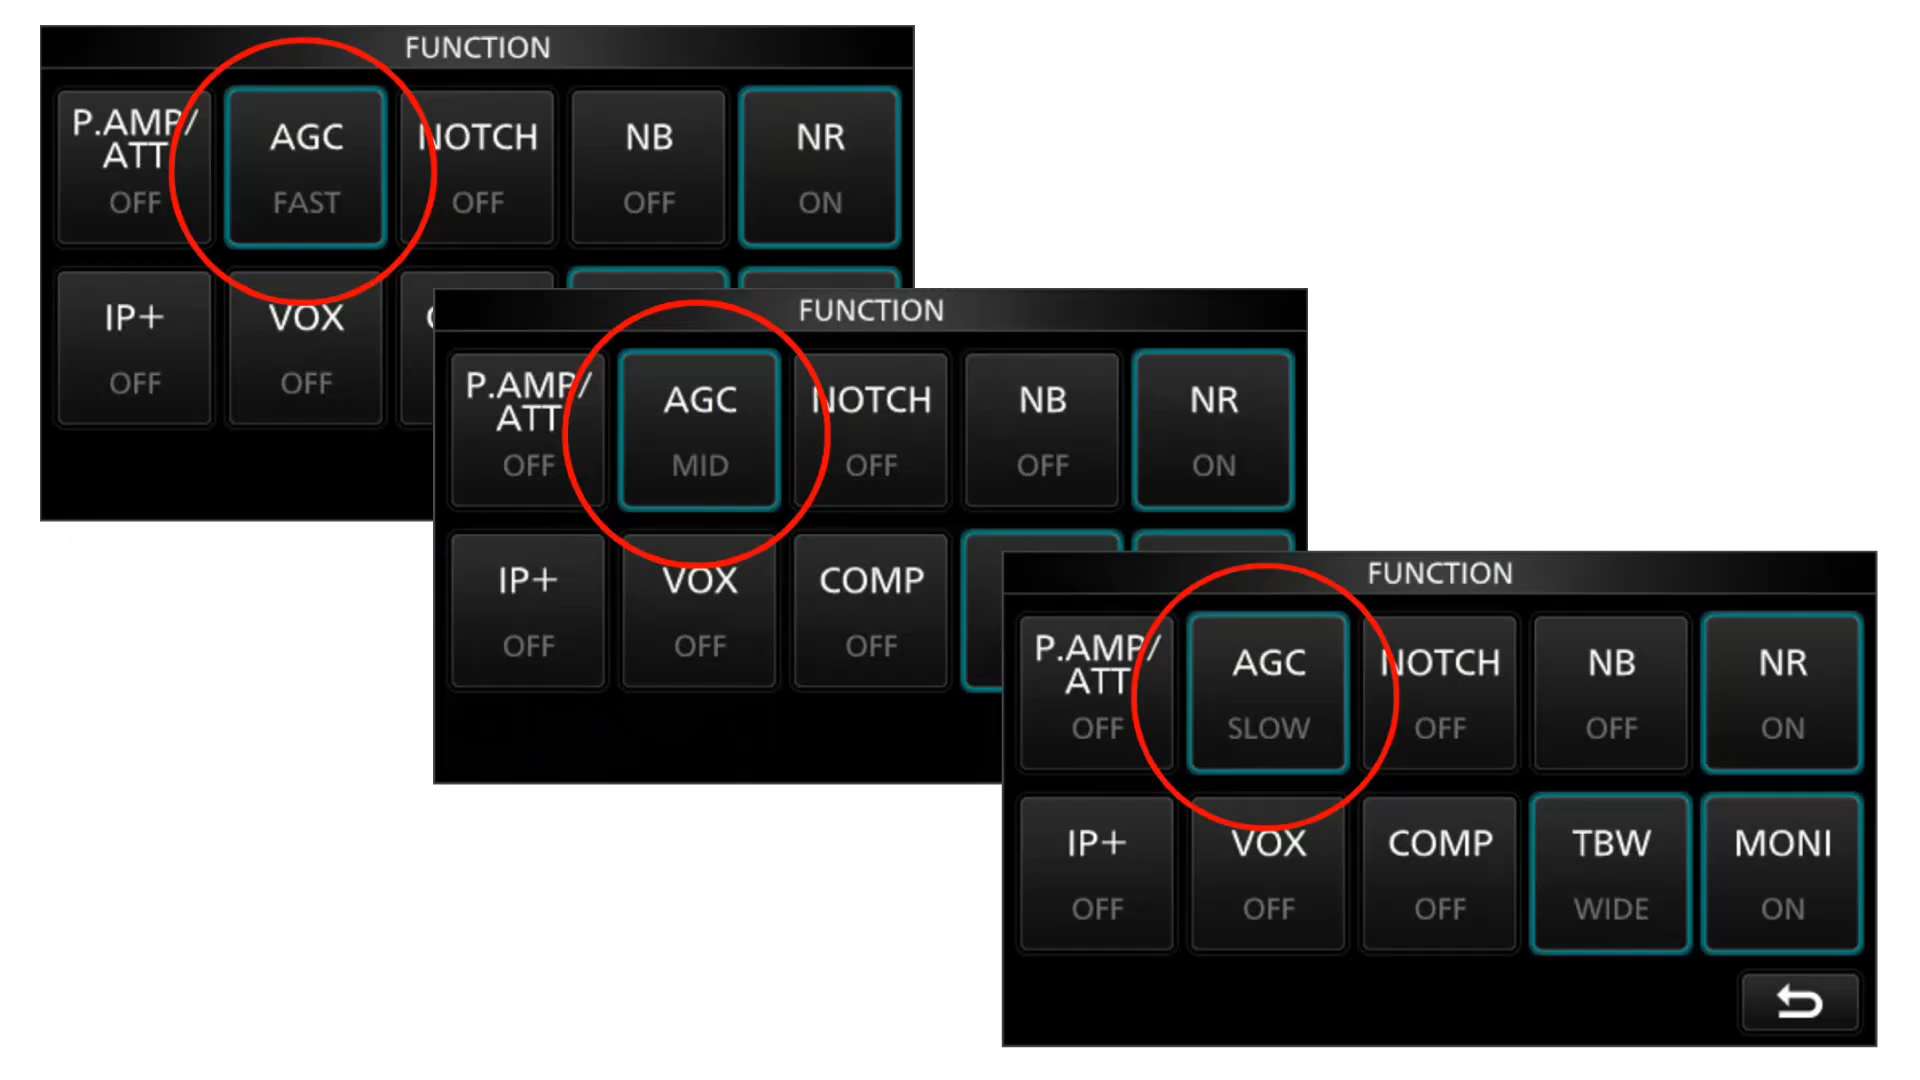 FUNCTION
P.AMP/
ATT
OFF
AGC
FAST
NOTCH
OFF
NB
OFF
NR
ON
IP+
OFF
VOX
OFF
FUNCTION
P.AMP/
ATT
OFF
AGC
MID
NOTCH
OFF
NB
OFF
NR
ON
IP+
OFF
VOX
OFF
COMP
OFF
FUNCTION
P.AMP/
ATT
OFF
AGC
SLOW
NOTCH
OFF
NB
OFF
NR
ON
IP+
OFF
VOX
OFF
COMP
OFF
TBW
WIDE
MONI
ON